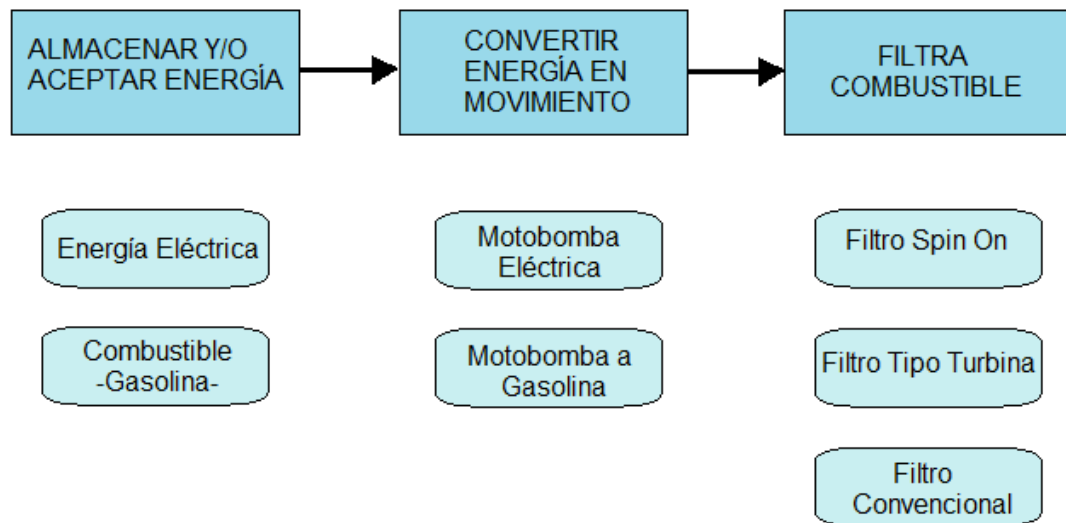 ALMACENAR Y/O
ACEPTAR ENERGÍA
CONVERTIR
ENERGÍA EN
MOVIMIENTO
FILTRA
COMBUSTIBLE
Energía Eléctrica
Motobomba
Eléctrica
Filtro Spin On
Combustible
-Gasolina-
Motobomba a
Gasolina
Filtro Tipo Turbina
Filtro
Convencional